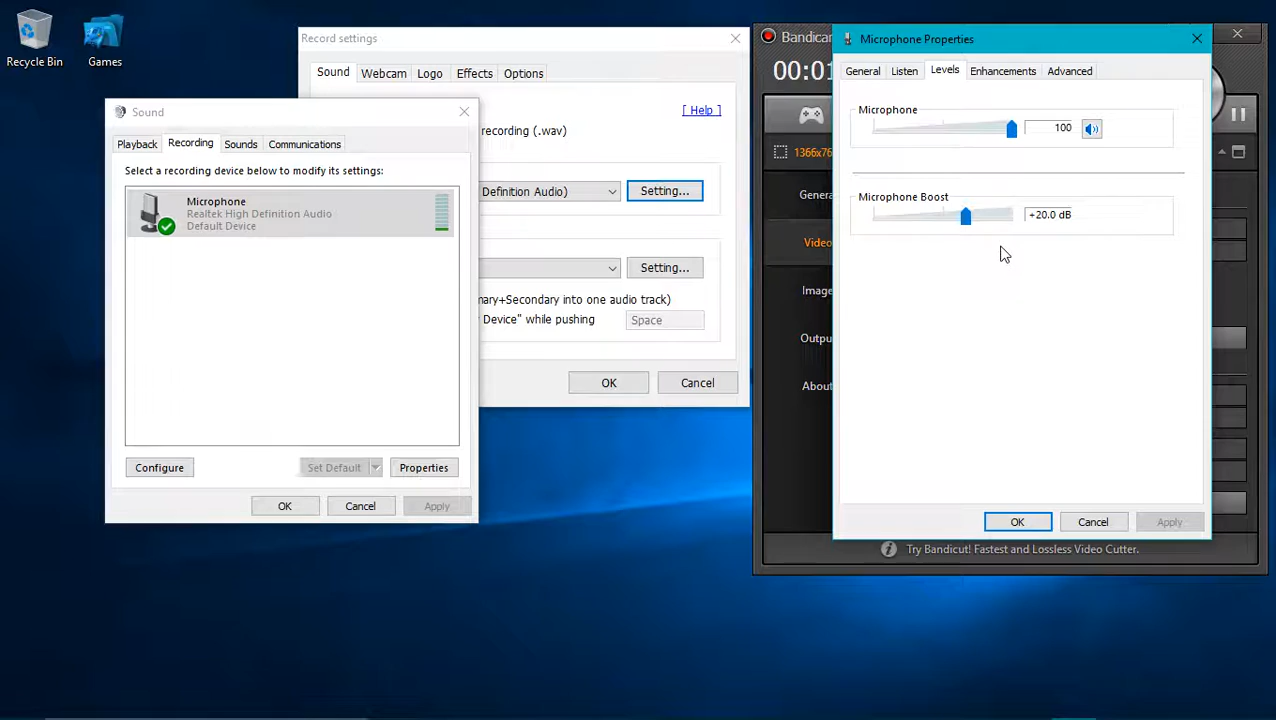 Recycle Bin
Games
Record settings
Sound Webcam Logo Effects Options
[ Help ]
recording (.wav)
Definition Audio)
Setting...
Setting...
mary+Secondary into one audio track)
Device" while pushing
Space
OK Cancel
Sound
Playback Recording Sounds Communications
Select a recording device below to modify its settings:
Microphone
Realtek High Definition Audio
Default Device
Configure Set Default Properties
OK Cancel Apply
Bandicam
00:01
1366x76
Genera
Video
Image
Outpu
About
Try Bandicut! Fastest and Lossless Video Cutter.
Microphone Properties
General Listen Levels Enhancements Advanced
Microphone
100
Microphone Boost
+20.0 dB
OK Cancel Apply